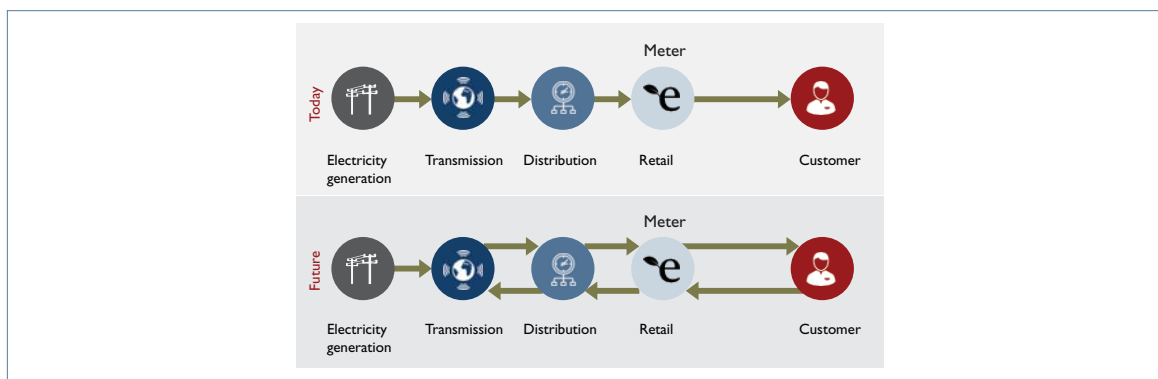 Today
Meter
e
Electricity
generation
Transmission
Distribution
Retail
Customer
Future
Meter
e
Electricity
generation
Transmission
Distribution
Retail
Customer